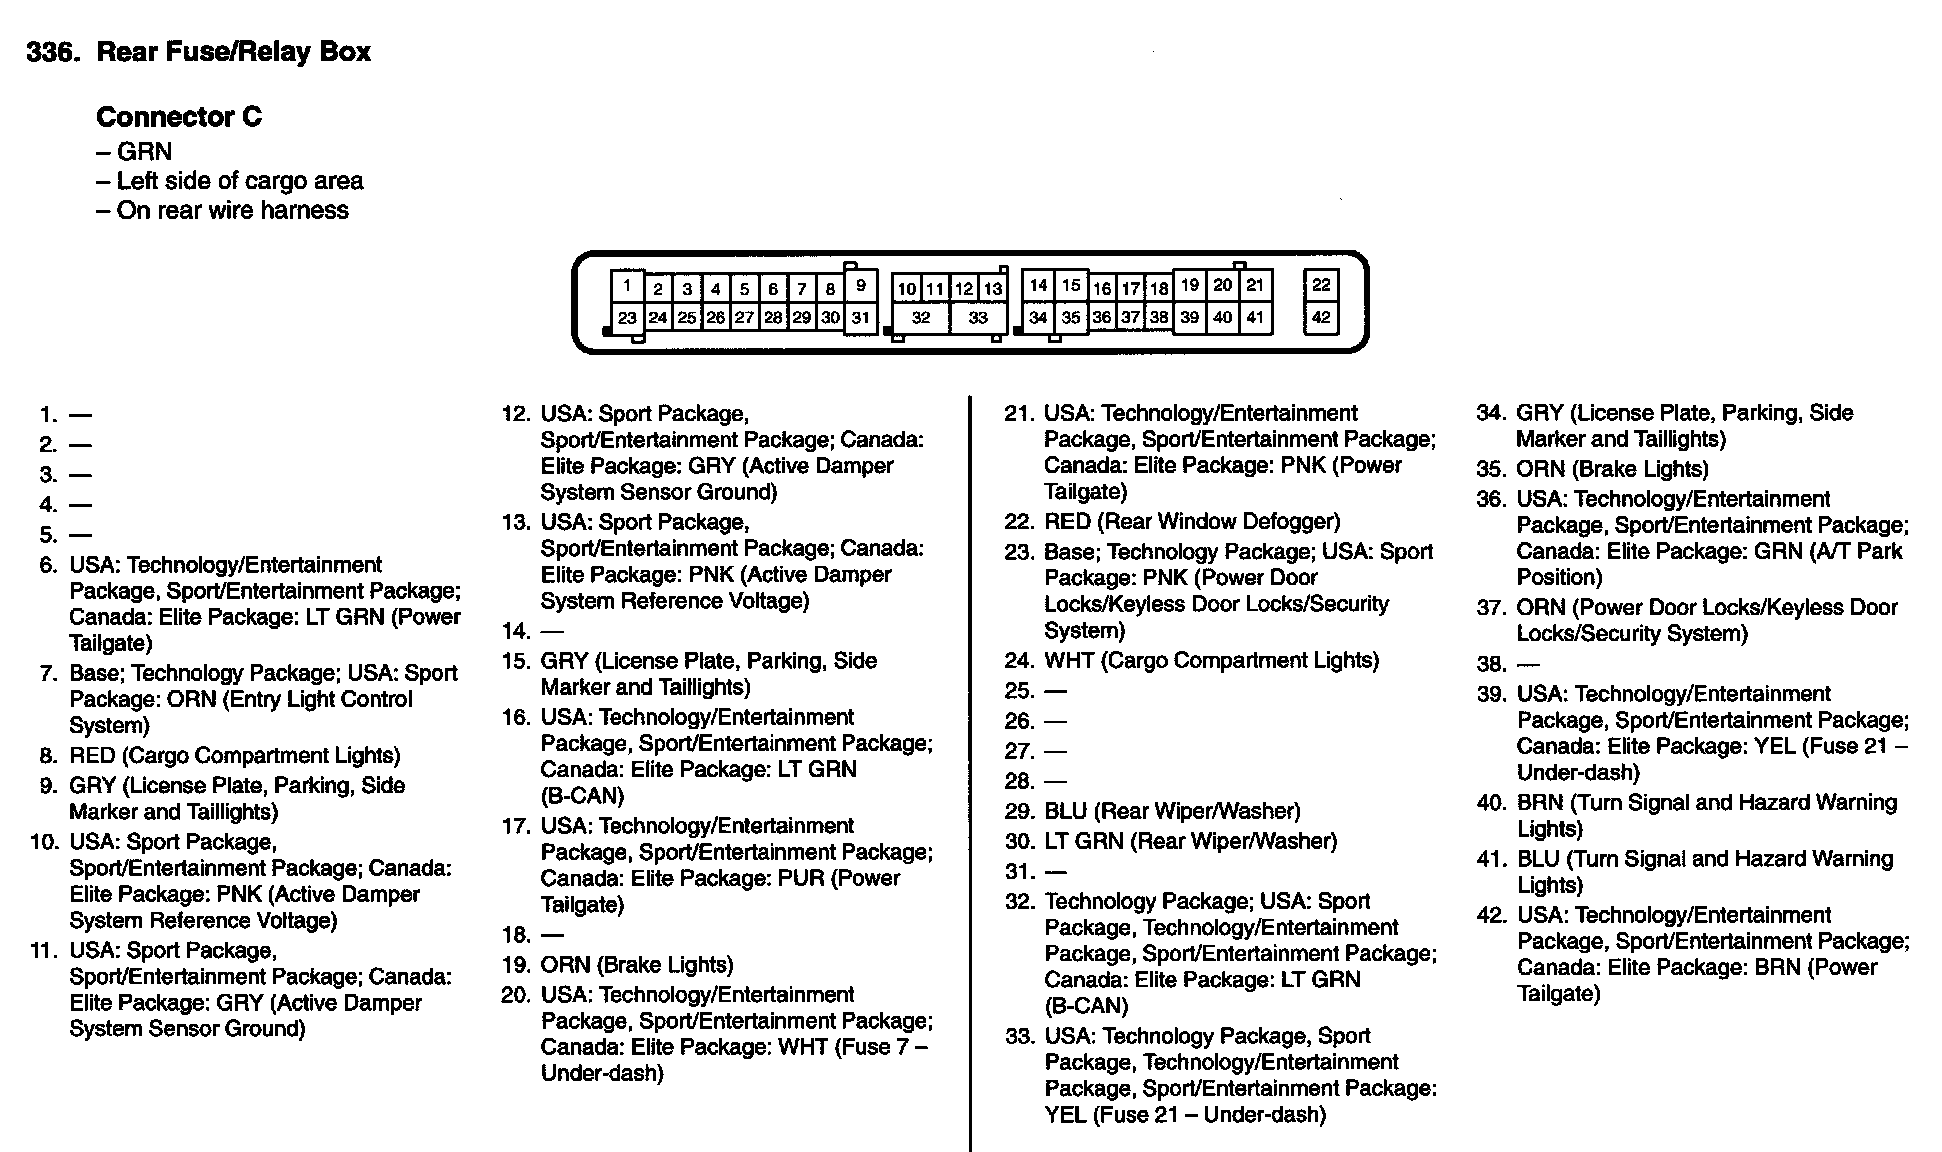 336. Rear Fuse/Relay Box
Connector C
– GRN
– Left side of cargo area
– On rear wire harness
1 2 3 4 5 6 7 8 9 10 11 12 13 14 15 16 17 18 19 20 21 22
23 24 25 26 27 28 29 30 31 32 33 34 35 36 37 38 39 40 41 42
1. —
2. —
3. —
4. —
5. —
6. USA: Technology/Entertainment
Package, Sport/Entertainment Package;
Canada: Elite Package: LT GRN (Power
Tailgate)
7. Base; Technology Package; USA: Sport
Package: ORN (Entry Light Control
System)
8. RED (Cargo Compartment Lights)
9. GRY (License Plate, Parking, Side
Marker and Taillights)
10. USA: Sport Package,
Sport/Entertainment Package; Canada:
Elite Package: PNK (Active Damper
System Reference Voltage)
11. USA: Sport Package,
Sport/Entertainment Package; Canada:
Elite Package: GRY (Active Damper
System Sensor Ground)
12. USA: Sport Package,
Sport/Entertainment Package; Canada:
Elite Package: GRY (Active Damper
System Sensor Ground)
13. USA: Sport Package,
Sport/Entertainment Package; Canada:
Elite Package: PNK (Active Damper
System Reference Voltage)
14. —
15. GRY (License Plate, Parking, Side
Marker and Taillights)
16. USA: Technology/Entertainment
Package, Sport/Entertainment Package;
Canada: Elite Package: LT GRN
(B-CAN)
17. USA: Technology/Entertainment
Package, Sport/Entertainment Package;
Canada: Elite Package: PUR (Power
Tailgate)
18. —
19. ORN (Brake Lights)
20. USA: Technology/Entertainment
Package, Sport/Entertainment Package;
Canada: Elite Package: WHT (Fuse 7 –
Under-dash)
21. USA: Technology/Entertainment
Package, Sport/Entertainment Package;
Canada: Elite Package: PNK (Power
Tailgate)
22. RED (Rear Window Defogger)
23. Base; Technology Package; USA: Sport
Package: PNK (Power Door
Locks/Keyless Door Locks/Security
System)
24. WHT (Cargo Compartment Lights)
25. —
26. —
27. —
28. —
29. BLU (Rear Wiper/Washer)
30. LT GRN (Rear Wiper/Washer)
31. —
32. Technology Package; USA: Sport
Package, Technology/Entertainment
Package, Sport/Entertainment Package;
Canada: Elite Package: LT GRN
(B-CAN)
33. USA: Technology Package, Sport
Package, Technology/Entertainment
Package, Sport/Entertainment Package:
YEL (Fuse 21 – Under-dash)
34. GRY (License Plate, Parking, Side
Marker and Taillights)
35. ORN (Brake Lights)
36. USA: Technology/Entertainment
Package, Sport/Entertainment Package;
Canada: Elite Package: GRN (A/T Park
Position)
37. ORN (Power Door Locks/Keyless Door
Locks/Security System)
38. —
39. USA: Technology/Entertainment
Package, Sport/Entertainment Package;
Canada: Elite Package: YEL (Fuse 21 –
Under-dash)
40. BRN (Turn Signal and Hazard Warning
Lights)
41. BLU (Turn Signal and Hazard Warning
Lights)
42. USA: Technology/Entertainment
Package, Sport/Entertainment Package;
Canada: Elite Package: BRN (Power
Tailgate)